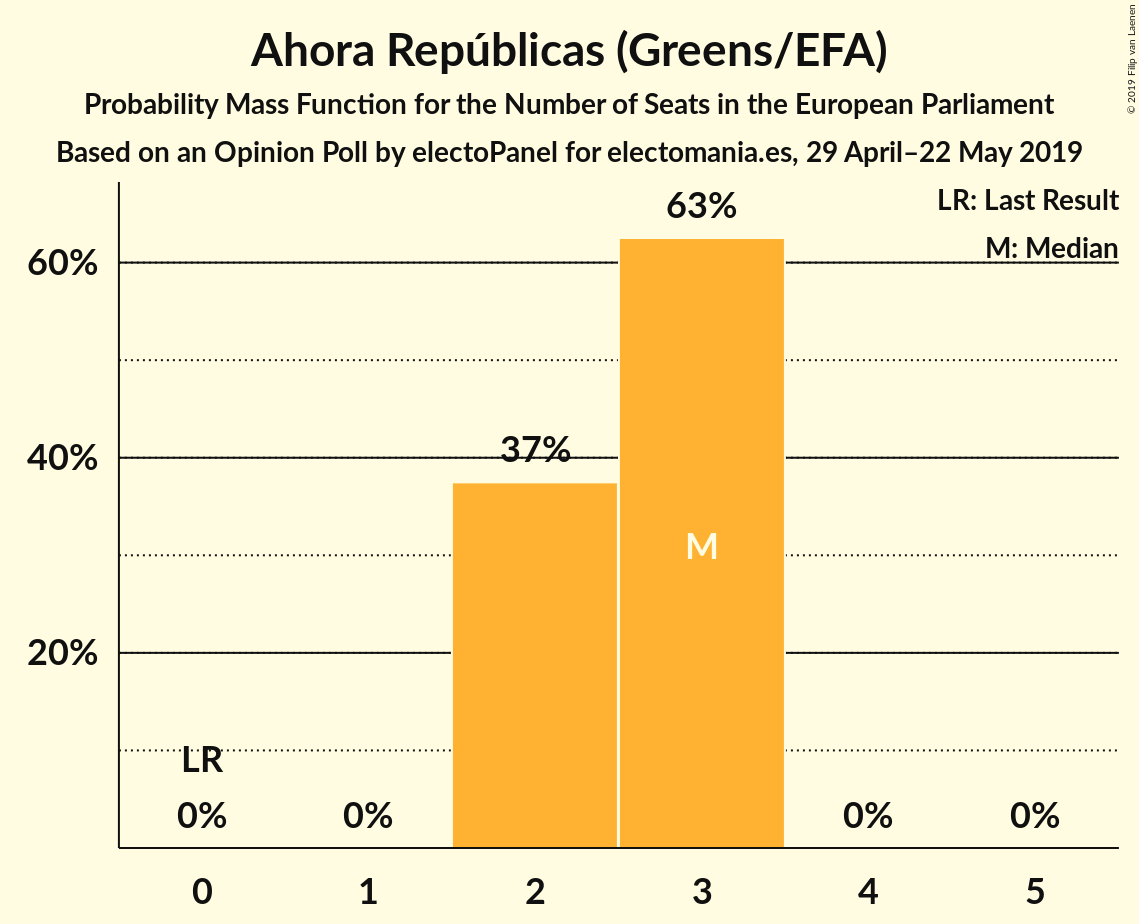 Ahora Repúblicas (Greens/EFA)
Probability Mass Function for the Number of Seats in the European Parliament
Based on an Opinion Poll by electoPanel for electomania.es, 29 April–22 May 2019
© 2019 Filip van Laenen
LR: Last Result
M: Median
63%
60%
37%
40%
M
20%
LR
0%
0%
0%
0%
0
1
2
3
4
5